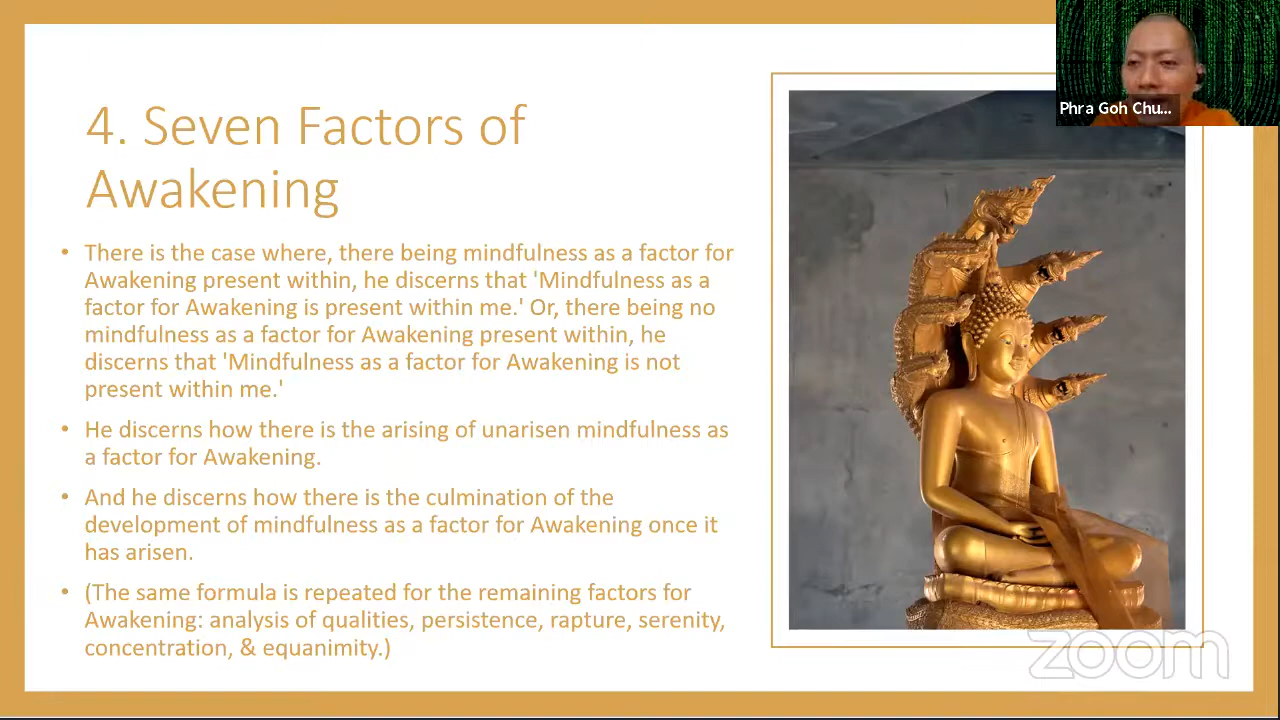 Phra Goh Chu...
4. Seven Factors of
Awakening
• There is the case where, there being mindfulness as a factor for
Awakening present within, he discerns that 'Mindfulness as a
factor for Awakening is present within me.' Or, there being no
mindfulness as a factor for Awakening present within, he
discerns that 'Mindfulness as a factor for Awakening is not
present within me.'
• He discerns how there is the arising of unarisen mindfulness as
a factor for Awakening.
• And he discerns how there is the culmination of the
development of mindfulness as a factor for Awakening once it
has arisen.
• (The same formula is repeated for the remaining factors for
Awakening: analysis of qualities, persistence, rapture, serenity,
concentration, & equanimity.)
zoom